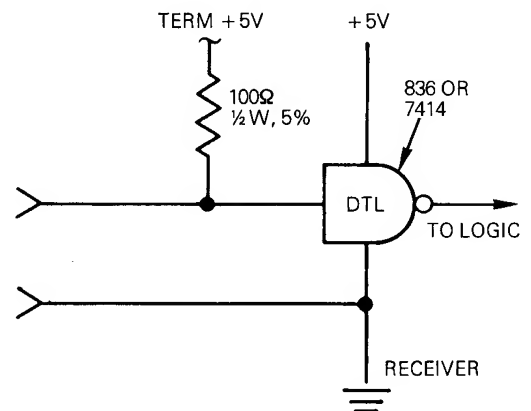 TERM +5V
+5V
100Ω
½ W, 5%
836 OR
7414
DTL
TO LOGIC
RECEIVER